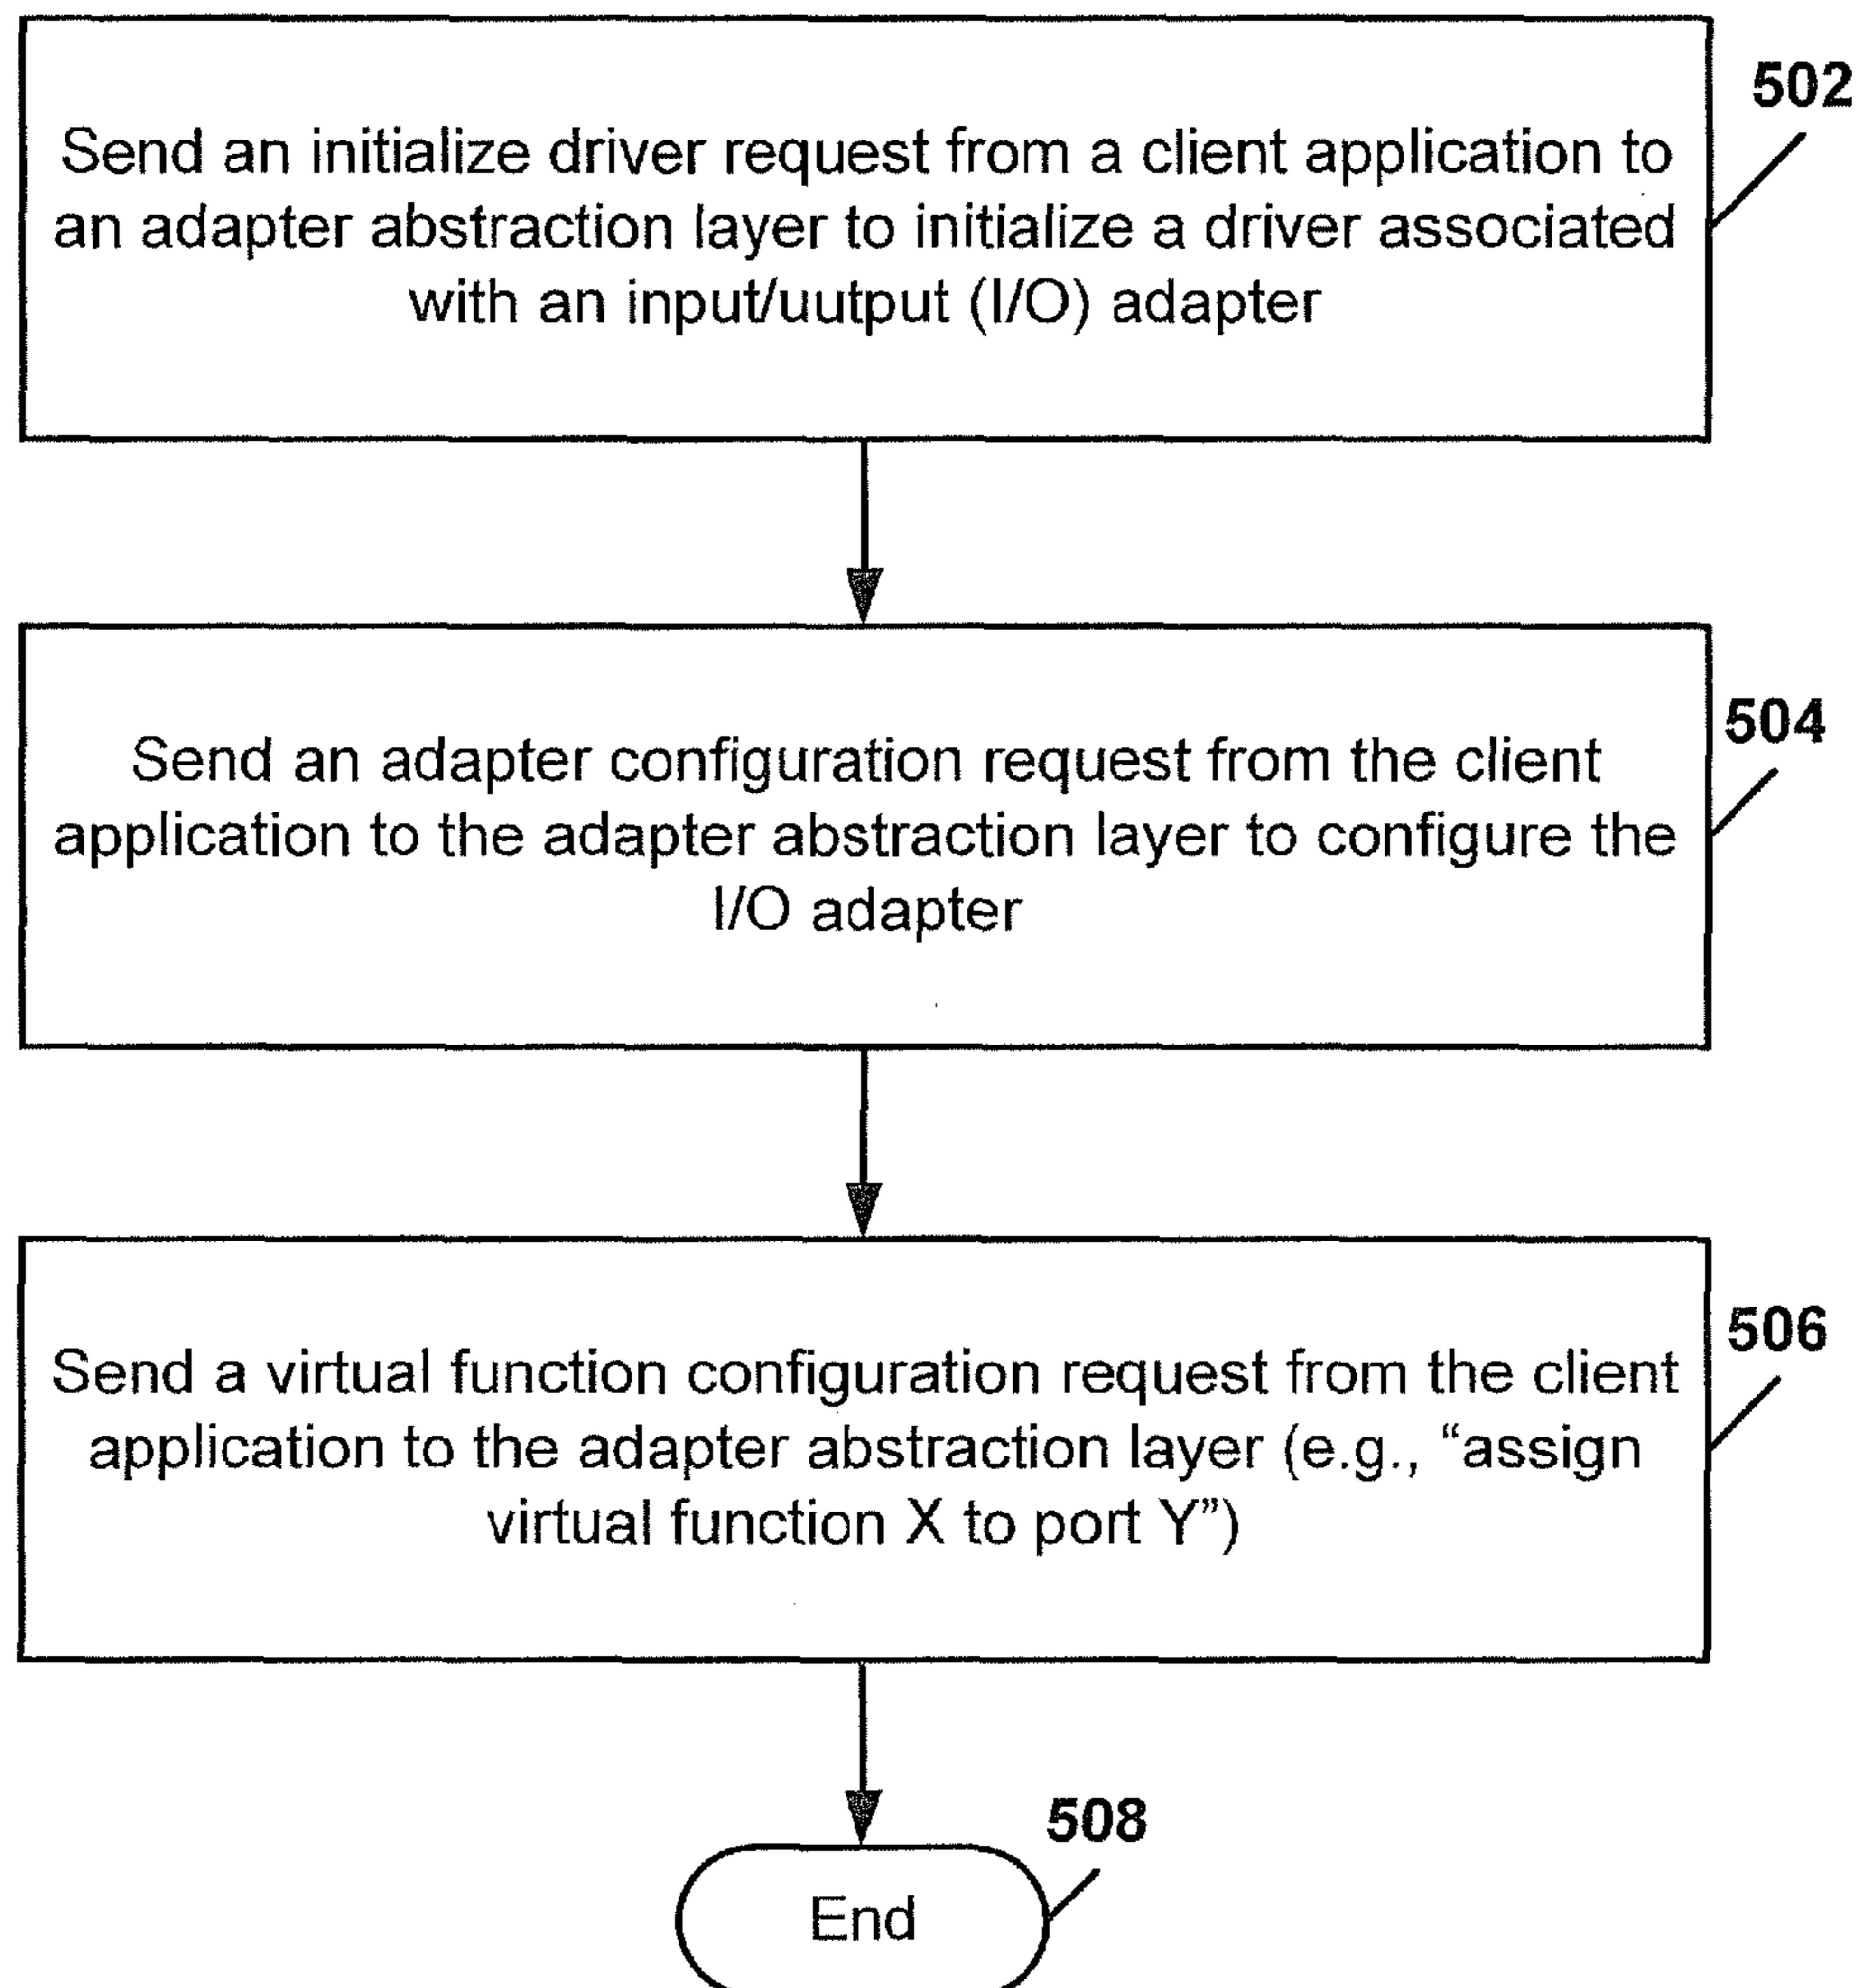 502
Send an initialize driver request from a client application to
an adapter abstraction layer to initialize a driver associated
with an input/uutput (I/O) adapter
504
Send an adapter configuration request from the client
application to the adapter abstraction layer to configure the
I/O adapter
506
Send a virtual function configuration request from the client
application to the adapter abstraction layer (e.g., “assign
virtual function X to port Y”)
508
End